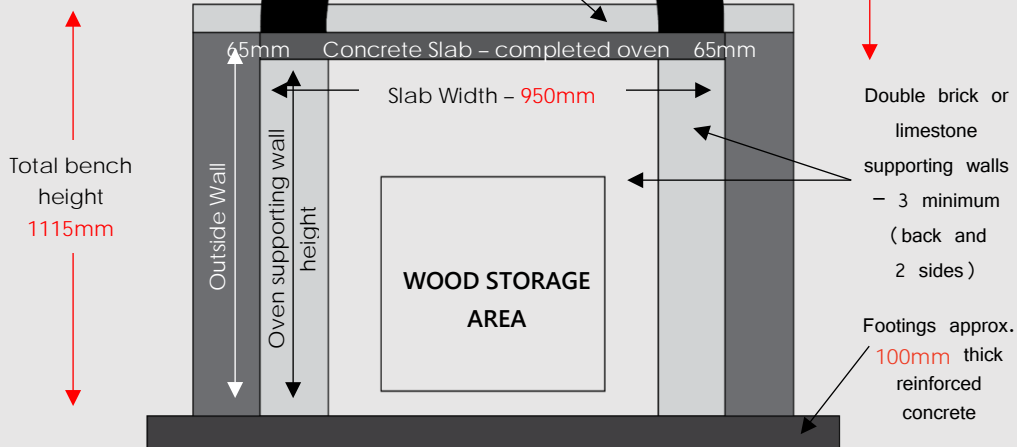 65mm Concrete Slab – completed oven 65mm
Slab Width – 950mm
Total bench
height
1115mm
Outside Wall
Oven supporting wall
height
WOOD STORAGE
AREA
Double brick or
limestone
supporting walls
– 3 minimum
(back and
2 sides)
Footings approx.
100mm thick
reinforced
concrete